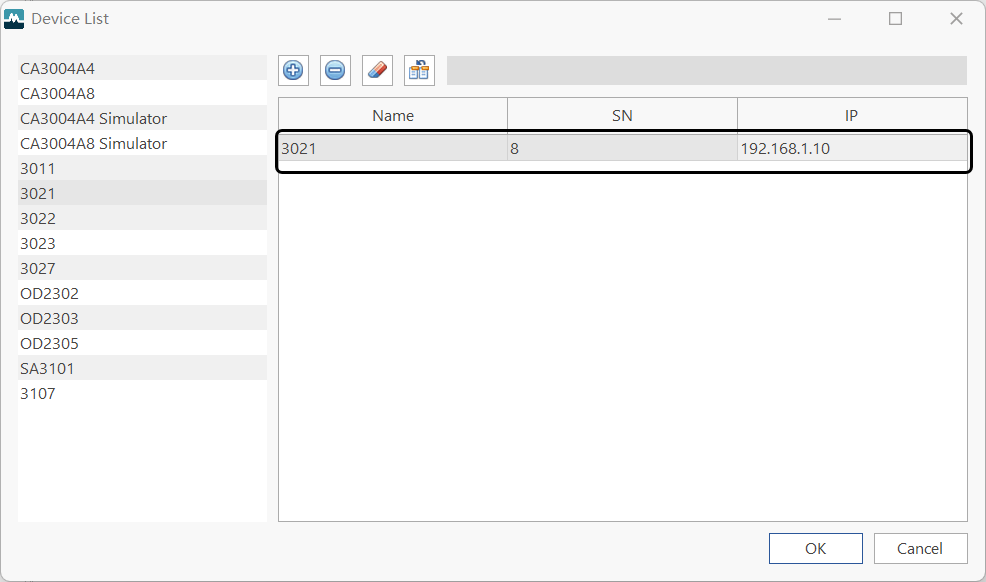 Device List
CA3004A4
CA3004A8
CA3004A4 Simulator
CA3004A8 Simulator
3011
3021
3022
3023
3027
OD2302
OD2303
OD2305
SA3101
3107
Name SN IP
3021 8 192.168.1.10
OK Cancel